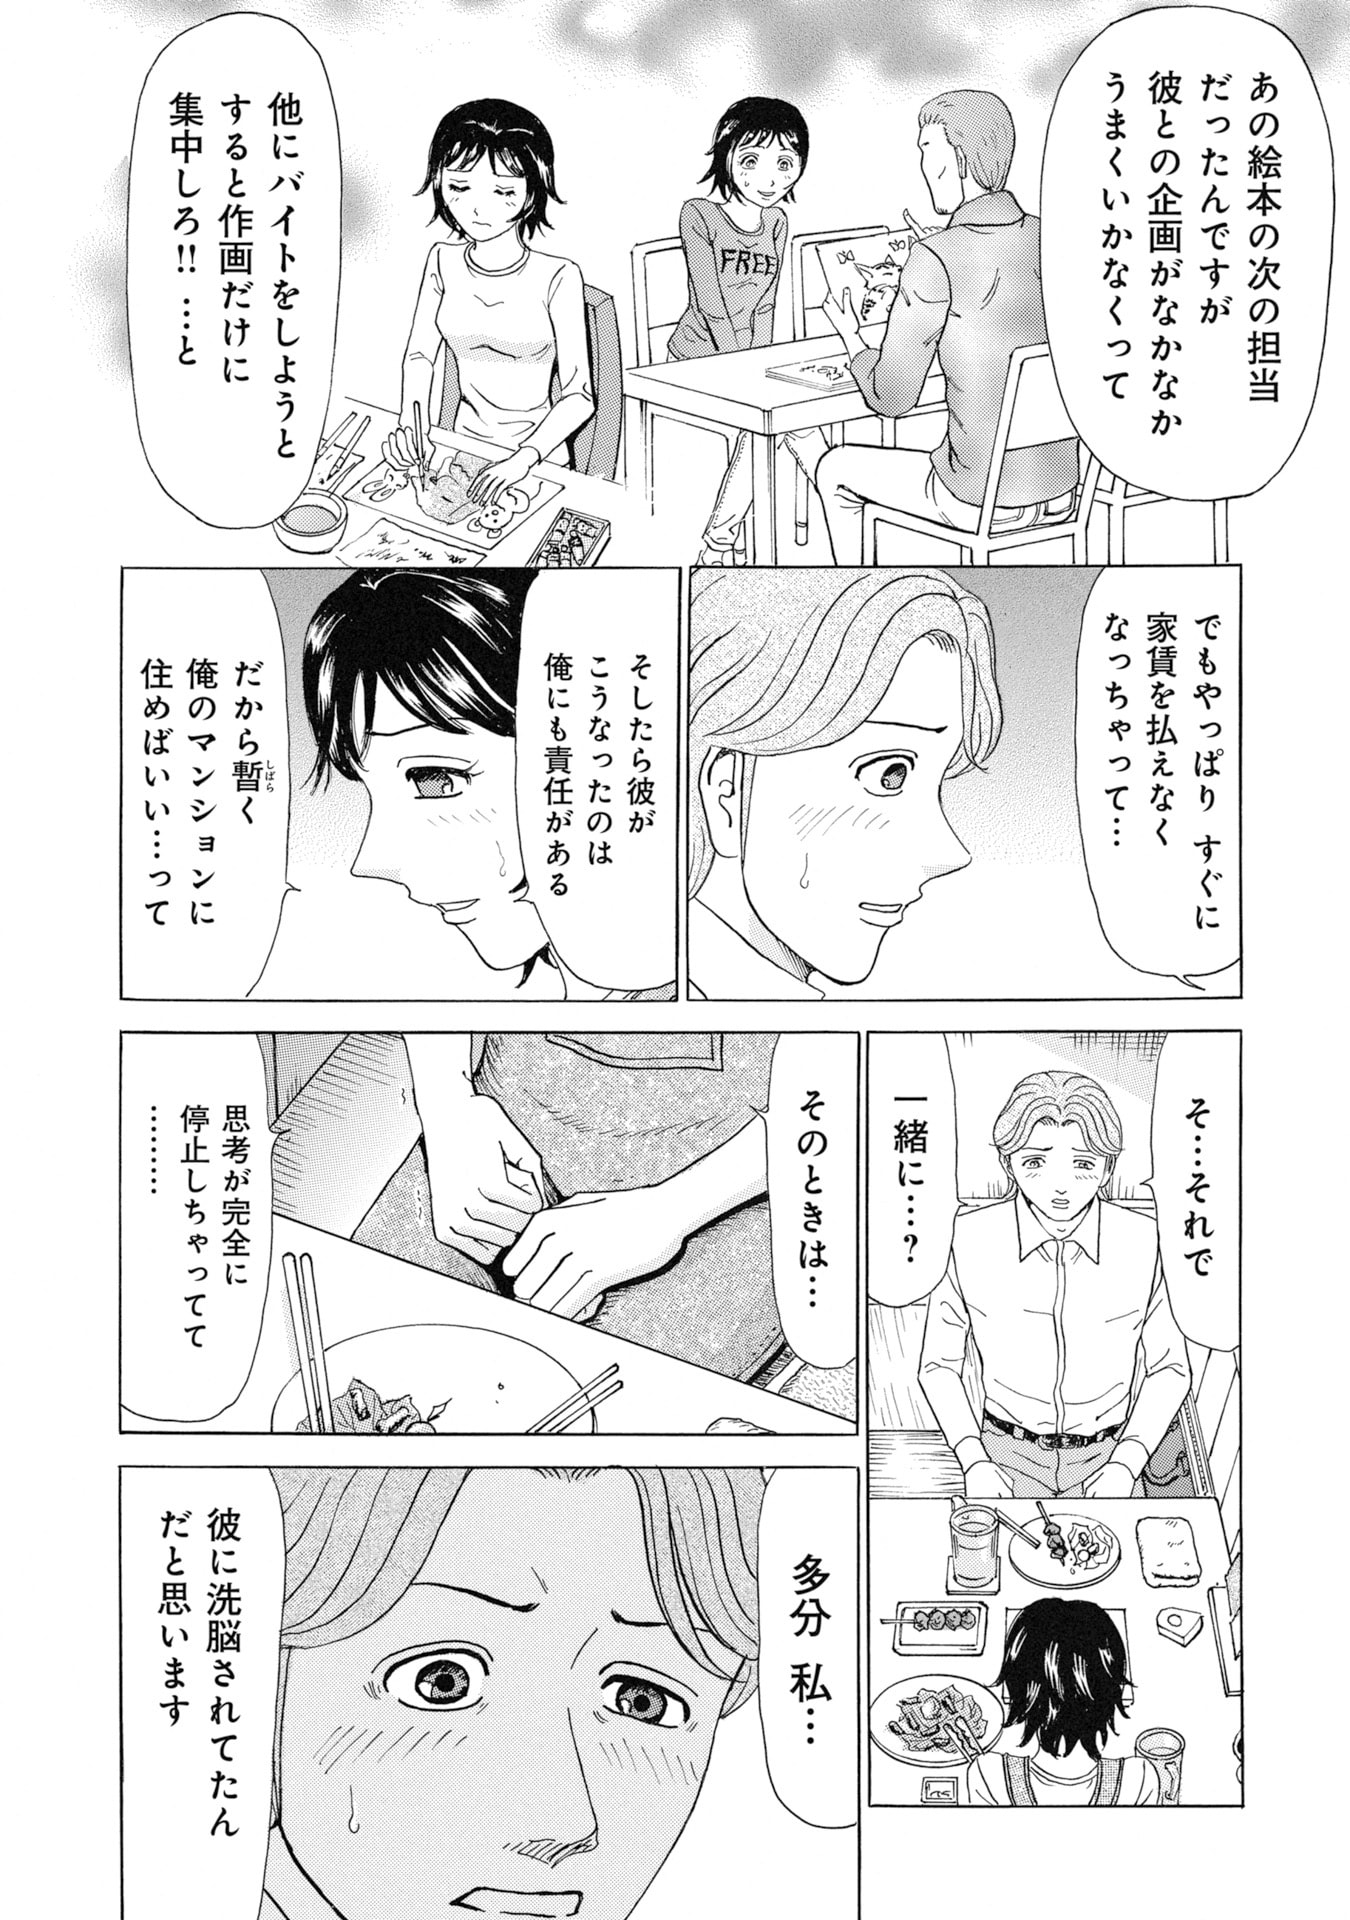 あの絵本の次の担当
だったんですが
彼との企画がなかなか
うまくいかなくって
FREE
他にバイトをしようと
すると作画だけに
集中しろ!!…と
でもやっぱり すぐに
家賃を払えなく
なっちゃって…
そしたら彼が
こうなったのは
俺にも責任がある
だから暫く
しばら
俺のマンションに
住めばいい…って
そ…それで
一緒に…?
そのときは…
思考が完全に
停止しちゃってて
………
多分 私…
彼に洗脳されてたん
だと思います